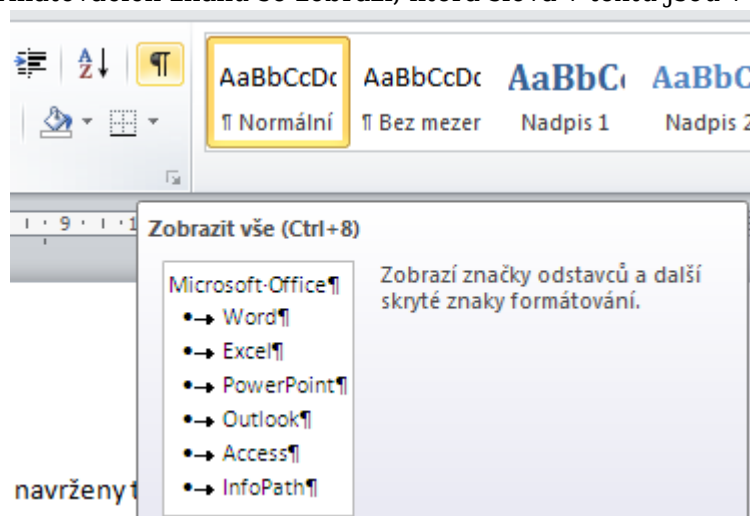 AaBbCcDc AaBbCcDc AaBbC AaBbC
¶ Normální ¶ Bez mezer Nadpis 1 Nadpis 2
9
Zobrazit vše (Ctrl+8)
Zobrazí značky odstavců a další
skryté znaky formátování.
Microsoft·Office¶
•→ Word¶
•→ Excel¶
•→ PowerPoint¶
•→ Outlook¶
•→ Access¶
•→ InfoPath¶
navrženy